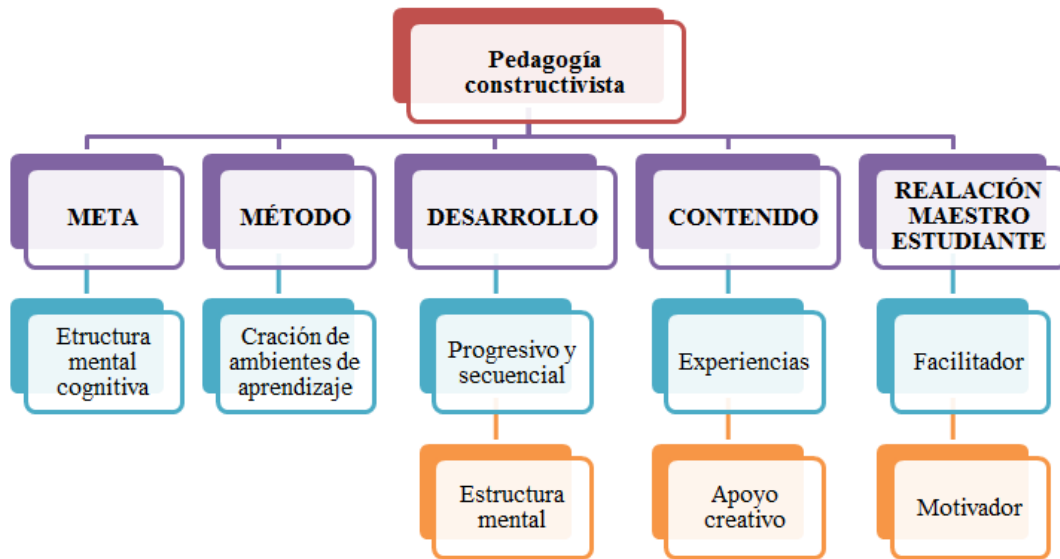 Pedagogía
constructivista
META
MÉTODO
DESARROLLO
CONTENIDO
REALACIÓN
MAESTRO
ESTUDIANTE
Etructura
mental
cognitiva
Cración de
ambientes de
aprendizaje
Progresivo y
secuencial
Experiencias
Facilitador
Estructura
mental
Apoyo
creativo
Motivador